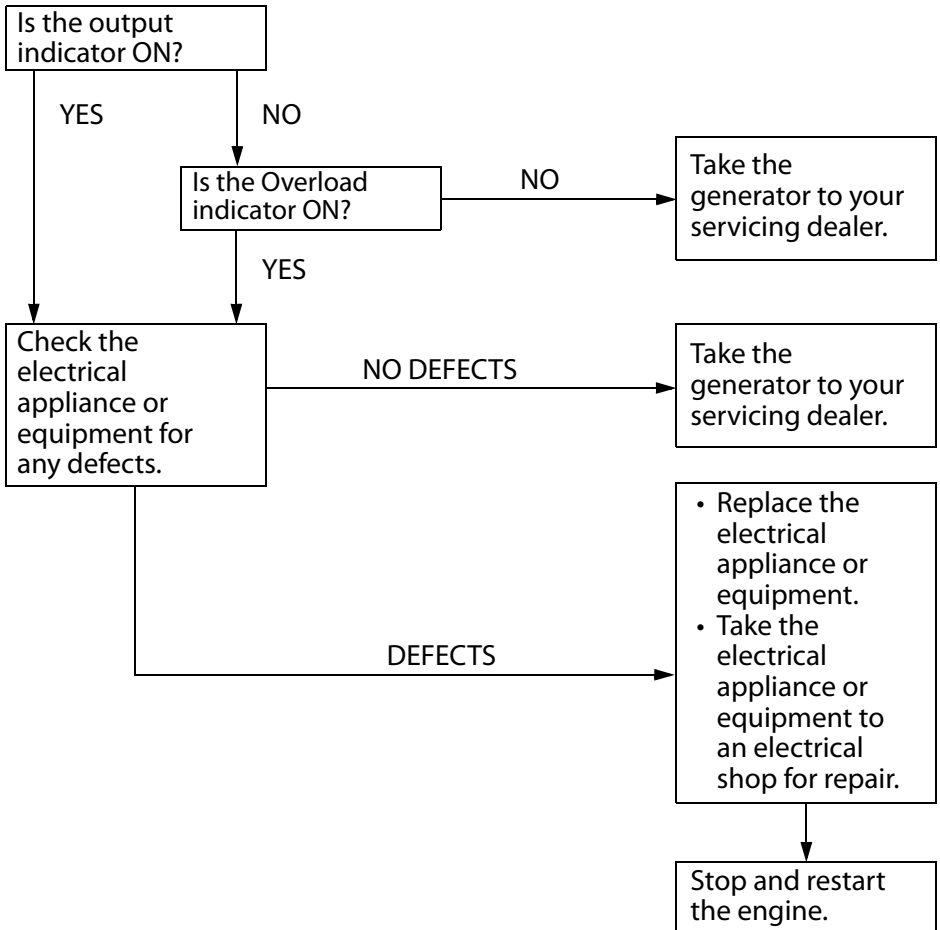 Is the output
indicator ON?
YES
NO
Is the Overload
indicator ON?
NO
Take the
generator to your
servicing dealer.
YES
Check the
electrical
appliance or
equipment for
any defects.
NO DEFECTS
Take the
generator to your
servicing dealer.
DEFECTS
• Replace the
electrical
appliance or
equipment.
• Take the
electrical
appliance or
equipment to
an electrical
shop for repair.
Stop and restart
the engine.